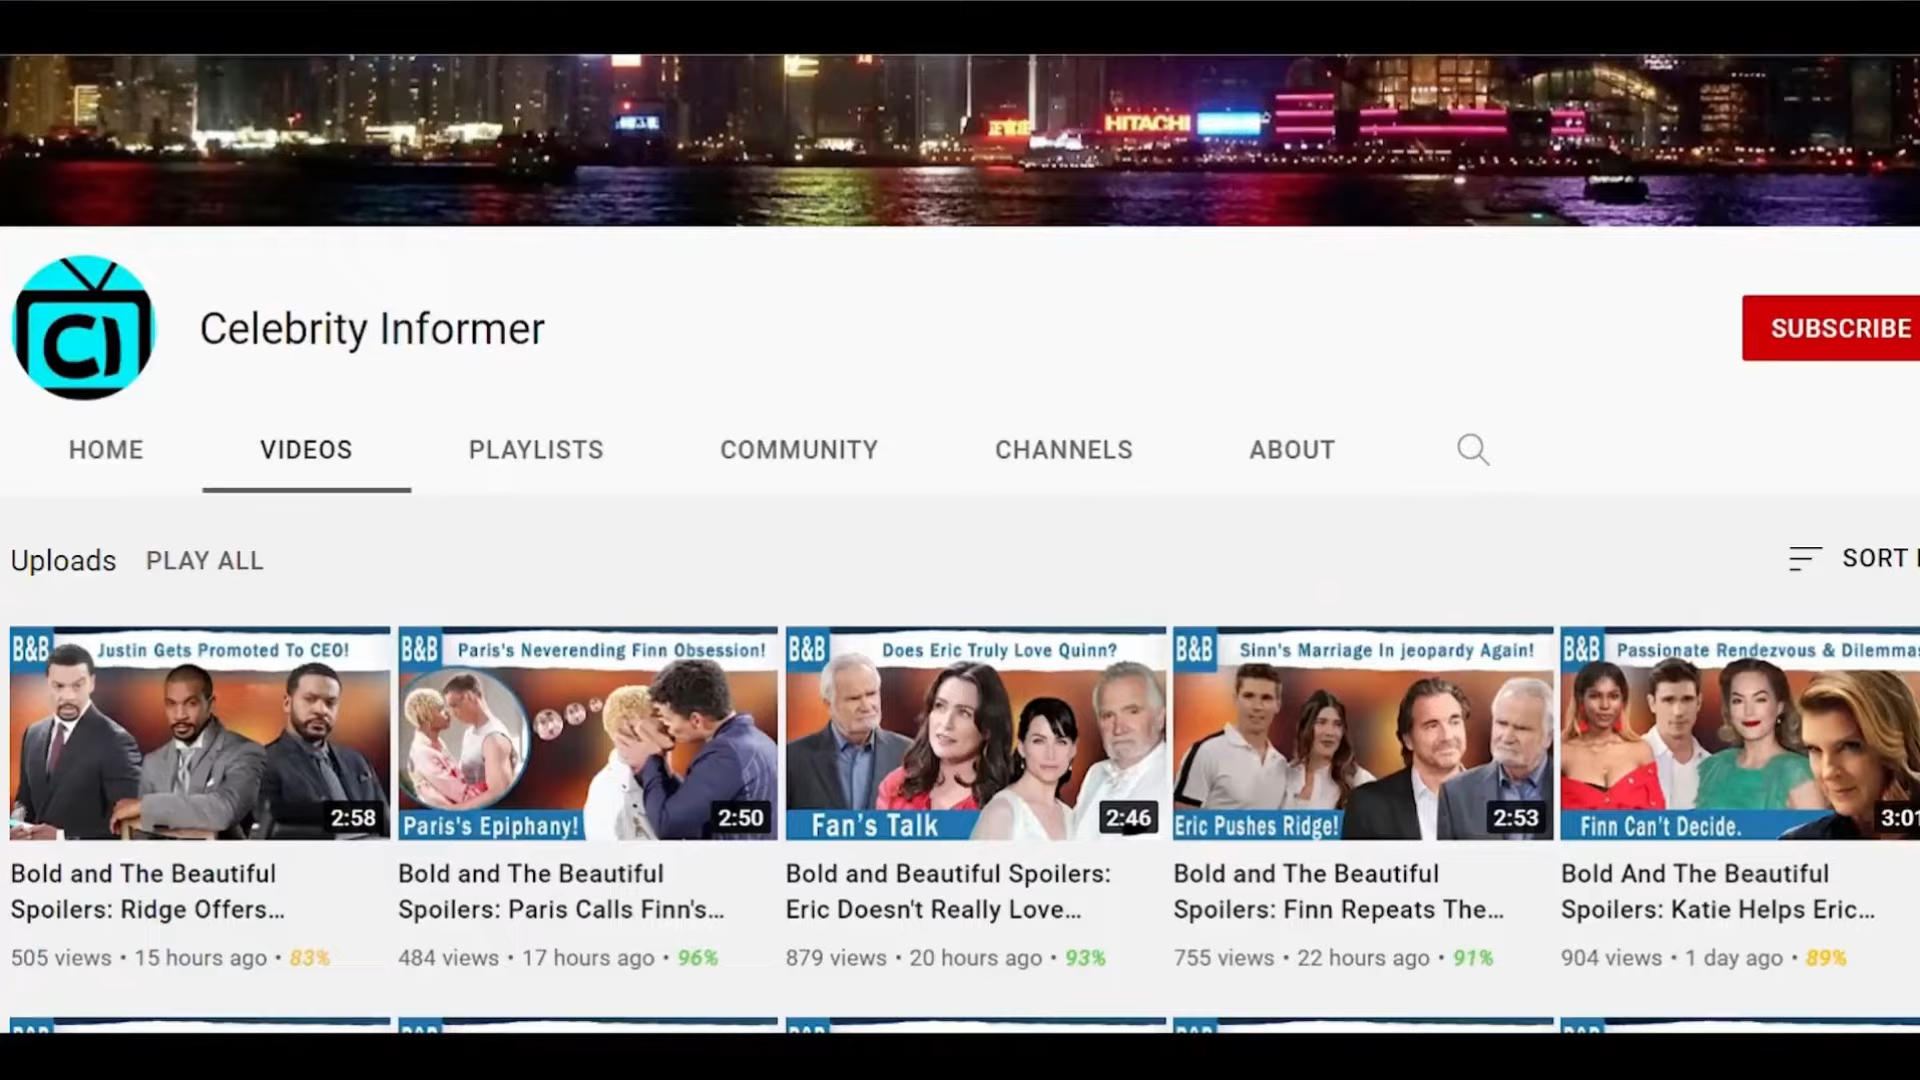 HITACHI
CI
Celebrity Informer
SUBSCRIBE
HOME
VIDEOS
PLAYLISTS
COMMUNITY
CHANNELS
ABOUT
Uploads
PLAY ALL
SORT
B&B
Justin Gets Promoted To CEO!
2:58
Bold and The Beautiful
Spoilers: Ridge Offers...
505 views • 15 hours ago • 83%
B&B
Paris's Neverending Finn Obsession!
Paris's Epiphany!
2:50
Bold and The Beautiful
Spoilers: Paris Calls Finn's...
484 views • 17 hours ago • 96%
B&B
Does Eric Truly Love Quinn?
Fan's Talk
2:46
Bold and Beautiful Spoilers:
Eric Doesn't Really Love...
879 views • 20 hours ago • 93%
B&B
Sinn's Marriage In jeopardy Again!
Eric Pushes Ridge!
2:53
Bold and The Beautiful
Spoilers: Finn Repeats The...
755 views • 22 hours ago • 91%
B&B
Passionate Rendezvous & Dilemmas
Finn Can't Decide.
3:01
Bold And The Beautiful
Spoilers: Katie Helps Eric...
904 views • 1 day ago • 89%